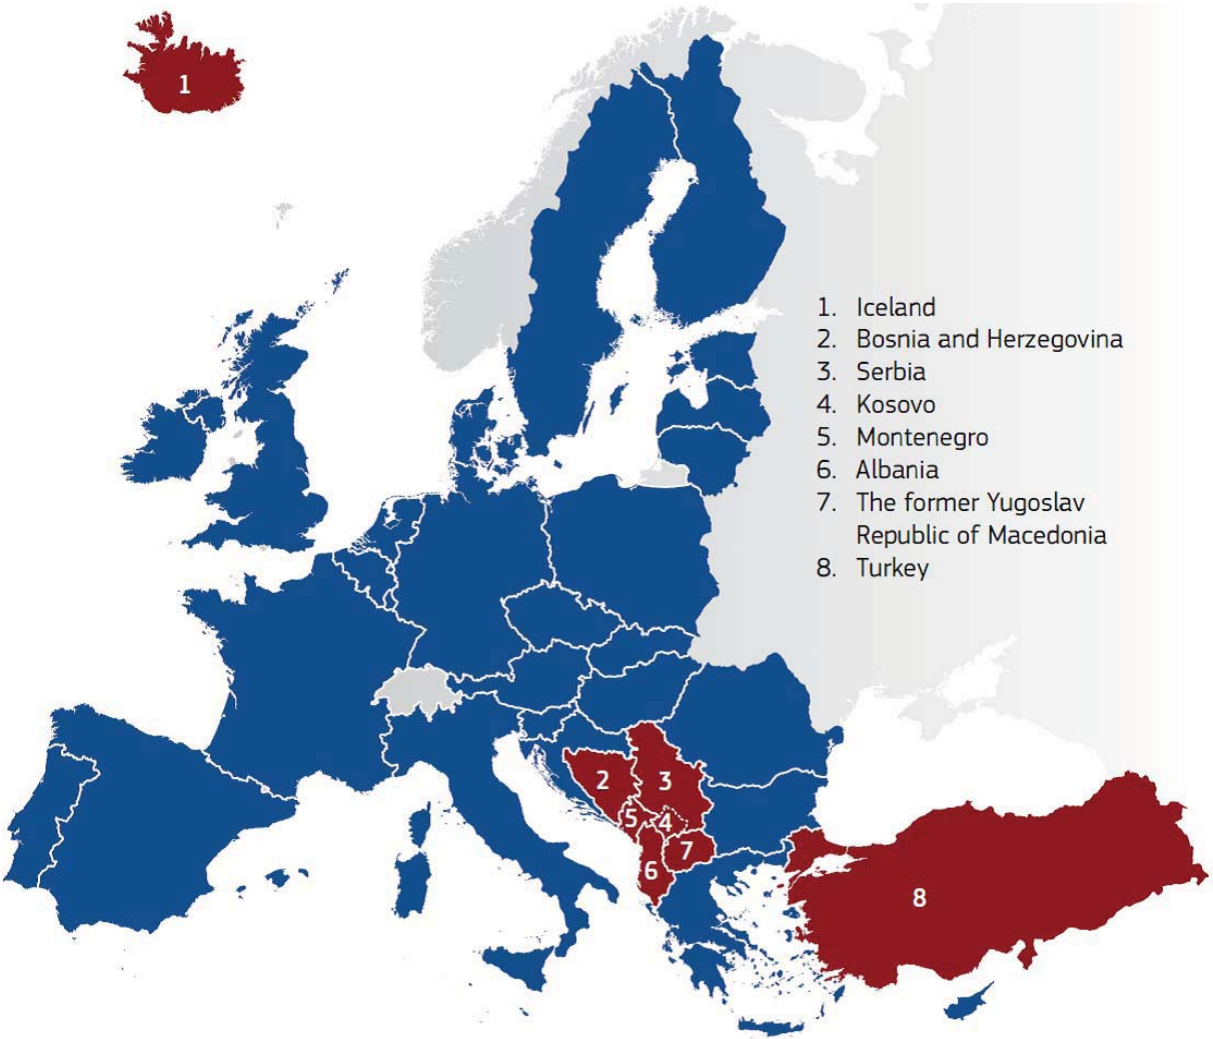 1
1. Iceland
2. Bosnia and Herzegovina
3. Serbia
4. Kosovo
5. Montenegro
6. Albania
7. The former Yugoslav
Republic of Macedonia
8. Turkey
2
3
5
4
7
6
8